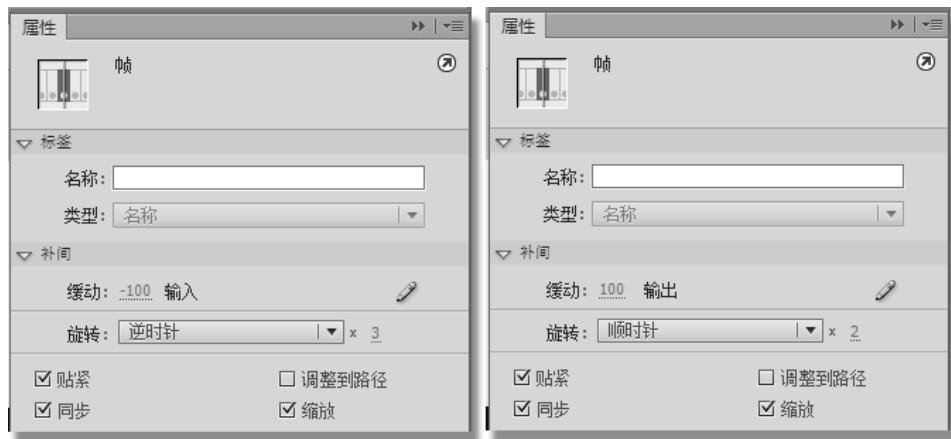 属性
帧
标签
名称:
类型: 名称
补间
缓动: -100 输入
旋转: 逆时针 x 3
贴紧 调整到路径
同步 缩放
属性
帧
标签
名称:
类型: 名称
补间
缓动: 100 输出
旋转: 顺时针 x 2
贴紧 调整到路径
同步 缩放